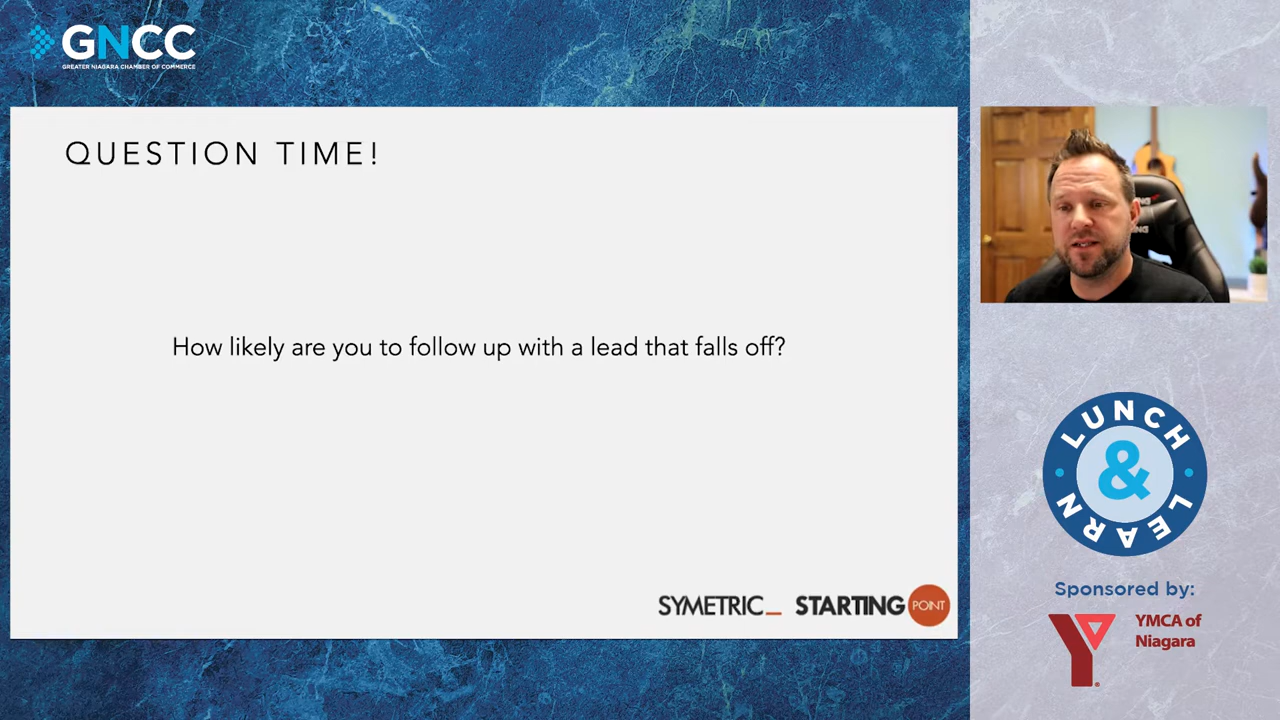 GNCC
GREATER NIAGARA CHAMBER OF COMMERCE
QUESTION TIME!
How likely are you to follow up with a lead that falls off?
SYMETRIC_ STARTING POINT
LUNCH
&
LEARN
Sponsored by:
YMCA of
Niagara